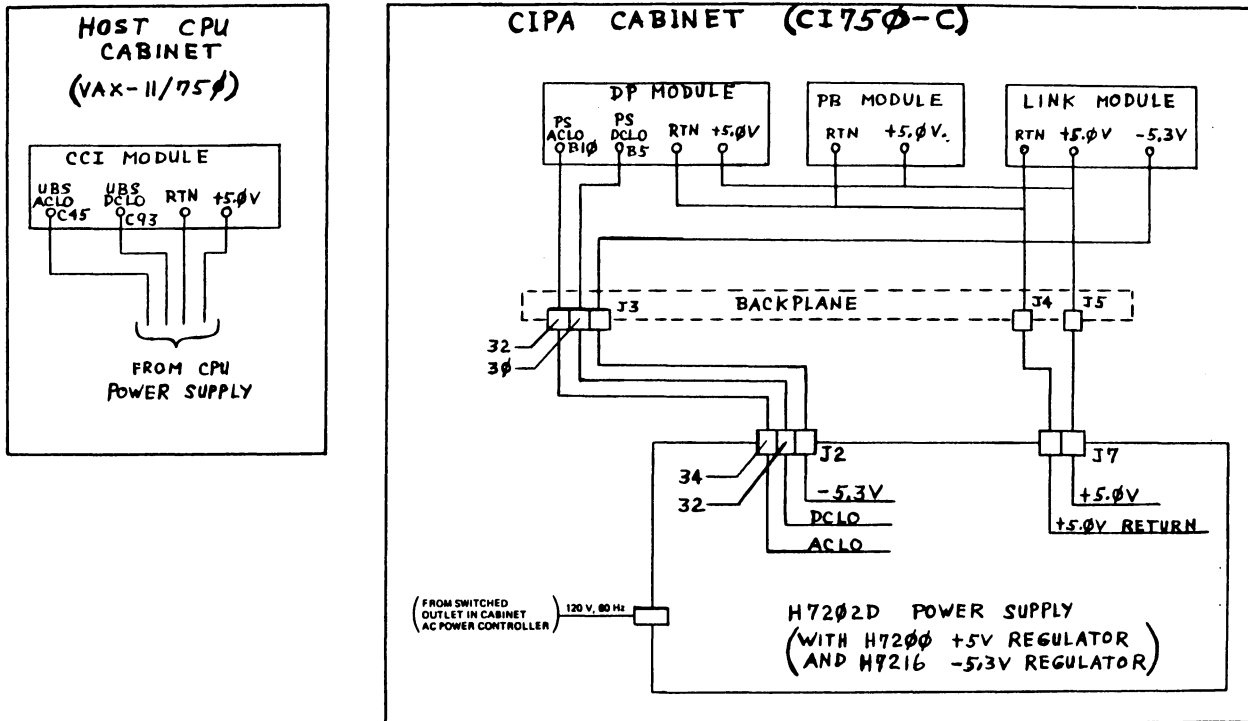 HOST CPU
CABINET
(VAX-11/75Ø)
CCI MODULE
UBS
ACLO
C45
UBS
DCLO
C93
RTN
+5.ØV
FROM CPU
POWER SUPPLY
CIPA CABINET (CI75Ø-C)
DP MODULE
PS
ACLO
B1Ø
PS
DCLO
B5
RTN
+5.ØV
PB MODULE
RTN
+5.ØV.
LINK MODULE
RTN
+5.ØV
-5.3V
BACKPLANE
J3
J4
J5
32
3Ø
J2
J7
34
32
-5.3V
DCLO
ACLO
+5.ØV
+5.ØV RETURN
(FROM SWITCHED
OUTLET IN CABINET
AC POWER CONTROLLER)
120 V, 60 Hz
H72Ø2D POWER SUPPLY
(WITH H72ØØ +5V REGULATOR
AND H7216 -5.3V REGULATOR)